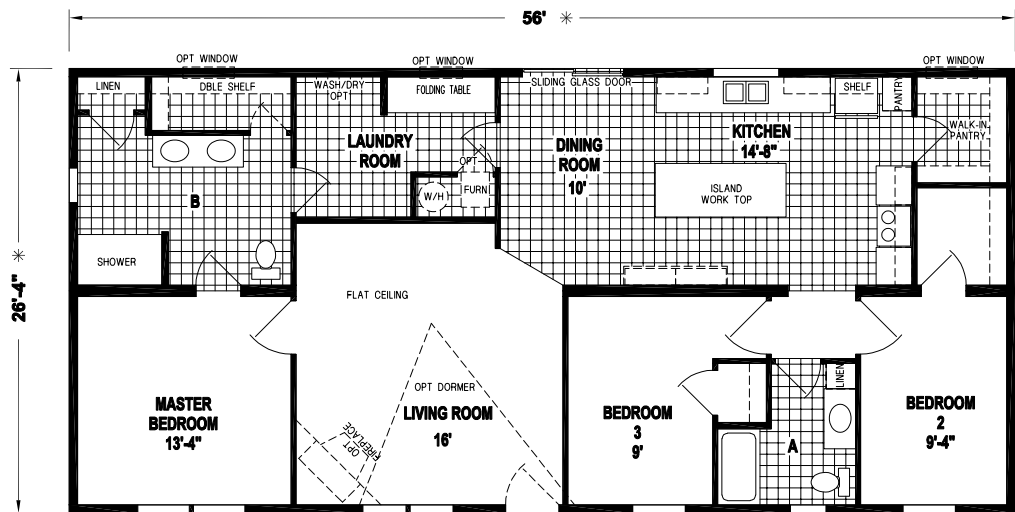 56' *
26'-4" *
OPT WINDOW
OPT WINDOW
OPT WINDOW
LINEN
DBLE SHELF
WASH/DRY
OPT
FOLDING TABLE
SLIDING GLASS DOOR
SHELF
PANTRY
WALK-IN
PANTRY
LAUNDRY
ROOM
OPT
W/H
FURN
DINING
ROOM
10'
KITCHEN
14'-8"
ISLAND
WORK TOP
B
SHOWER
FLAT CEILING
OPT DORMER
MASTER
BEDROOM
13'-4"
OPT
FIREPLACE
LIVING ROOM
16'
BEDROOM
3
9'
LINEN
A
BEDROOM
2
9'-4"